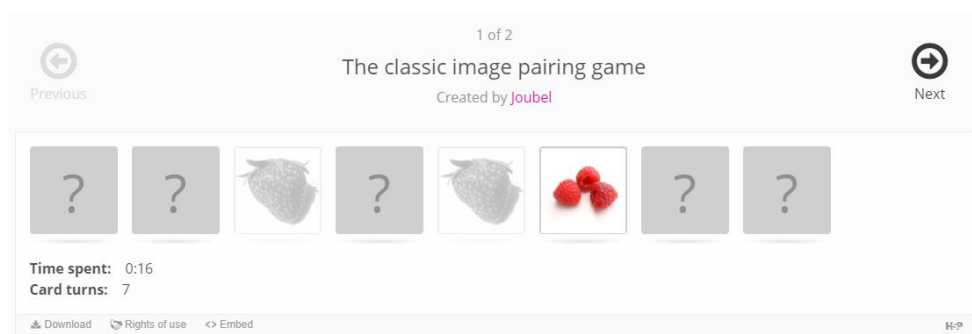 1 of 2
The classic image pairing game
Previous
Created by Joubel
Next
? ? ? ? ?
Time spent: 0:16
Card turns: 7
Download Rights of use <> Embed H5P